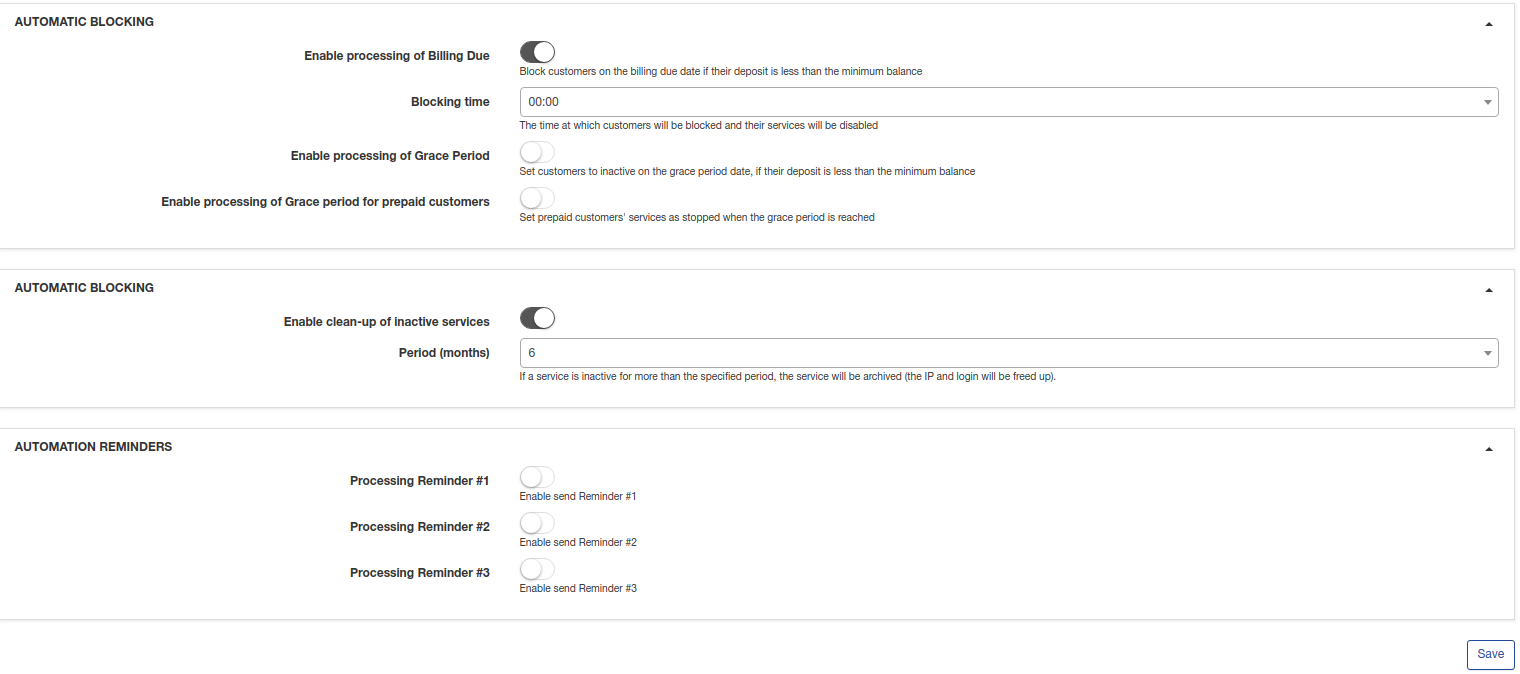 AUTOMATIC BLOCKING
Enable processing of Billing Due
Block customers on the billing due date if their deposit is less than the minimum balance
Blocking time
00:00
The time at which customers will be blocked and their services will be disabled
Enable processing of Grace Period
Set customers to inactive on the grace period date, if their deposit is less than the minimum balance
Enable processing of Grace period for prepaid customers
Set prepaid customers' services as stopped when the grace period is reached
AUTOMATIC BLOCKING
Enable clean-up of inactive services
Period (months)
6
If a service is inactive for more than the specified period, the service will be archived (the IP and login will be freed up).
AUTOMATION REMINDERS
Processing Reminder #1
Enable send Reminder #1
Processing Reminder #2
Enable send Reminder #2
Processing Reminder #3
Enable send Reminder #3
Save